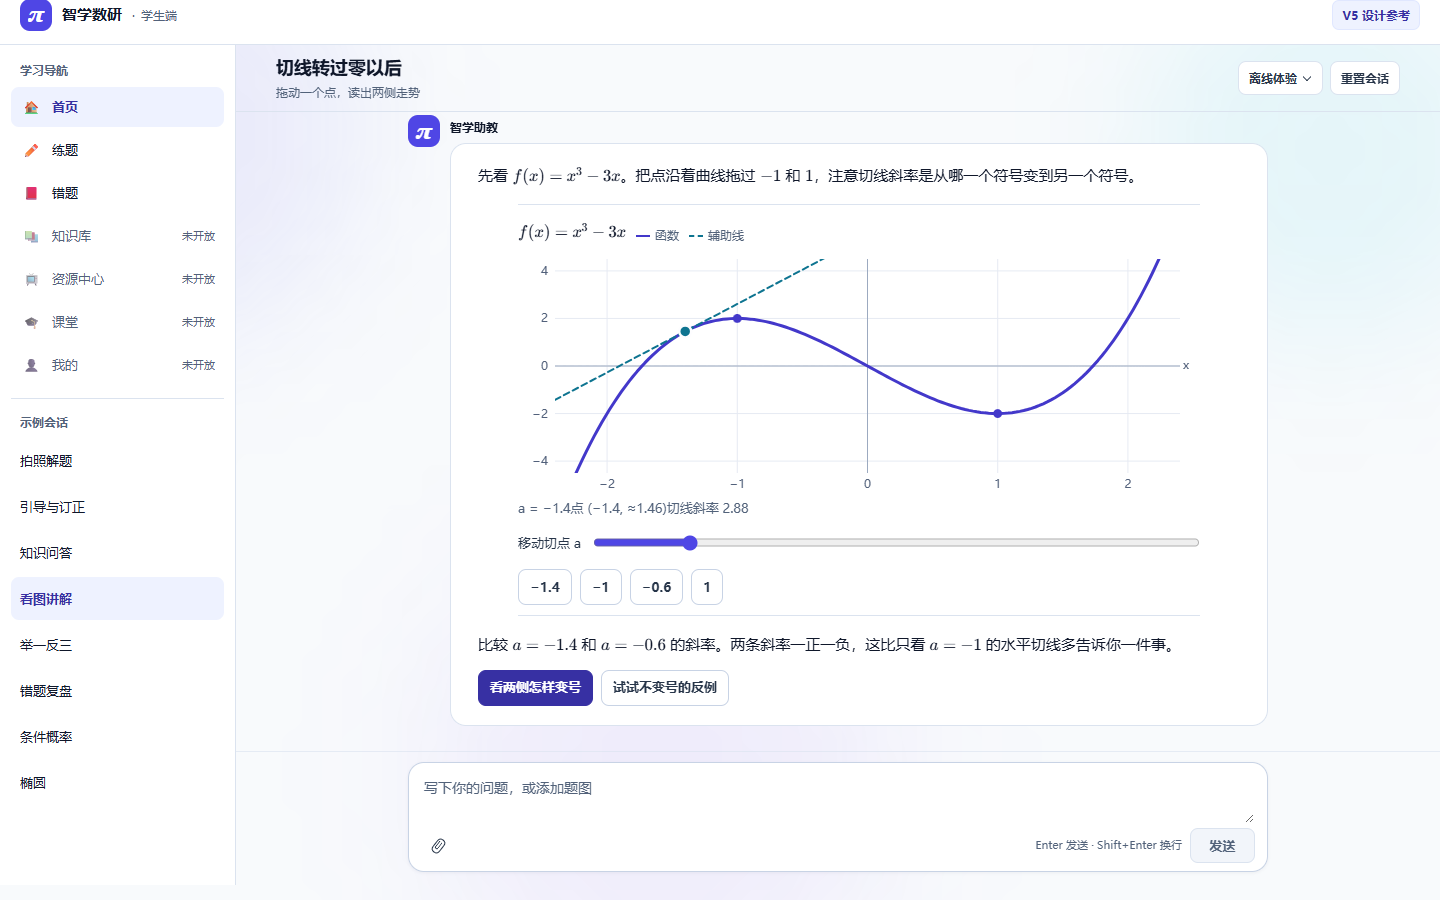 π 智学数研 · 学生端
V5 设计参考
学习导航
首页
练题
错题
知识库 未开放
资源中心 未开放
课堂 未开放
我的 未开放
示例会话
拍照解题
引导与订正
知识问答
看图讲解
举一反三
错题复盘
条件概率
椭圆
切线转过零以后
拖动一个点，读出两侧走势
离线体验
重置会话
π 智学助教
先看 f(x) = x³ − 3x。把点沿着曲线拖过 −1 和 1，注意切线斜率是从哪一个符号变到另一个符号。
f(x) = x³ − 3x 函数 辅助线
4
2
0
−2
−4
x
−2 −1 0 1 2
a = −1.4点 (−1.4, ≈1.46)切线斜率 2.88
移动切点 a
−1.4 −1 −0.6 1
比较 a = −1.4 和 a = −0.6 的斜率。两条斜率一正一负，这比只看 a = −1 的水平切线多告诉你一件事。
看两侧怎样变号 试试不变号的反例
写下你的问题，或添加题图
Enter 发送 · Shift+Enter 换行 发送